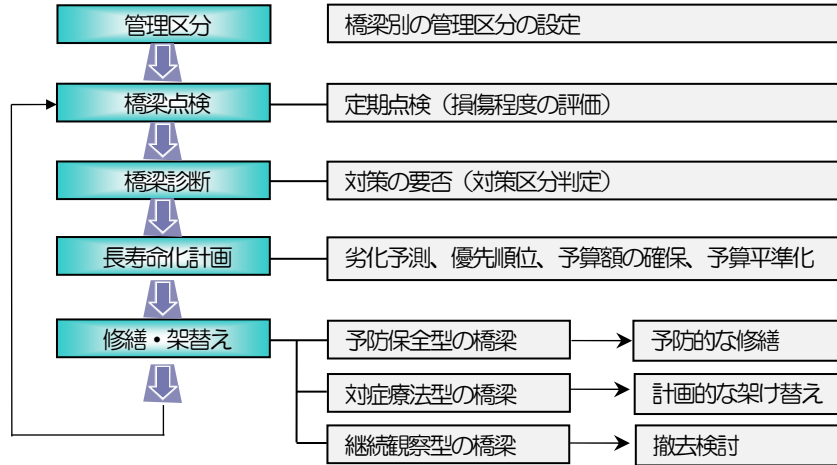 管理区分
橋梁別の管理区分の設定
橋梁点検
定期点検（損傷程度の評価）
橋梁診断
対策の要否（対策区分判定）
長寿命化計画
劣化予測、優先順位、予算額の確保、予算平準化
修繕・架替え
予防保全型の橋梁
予防的な修繕
対症療法型の橋梁
計画的な架け替え
継続観察型の橋梁
撤去検討